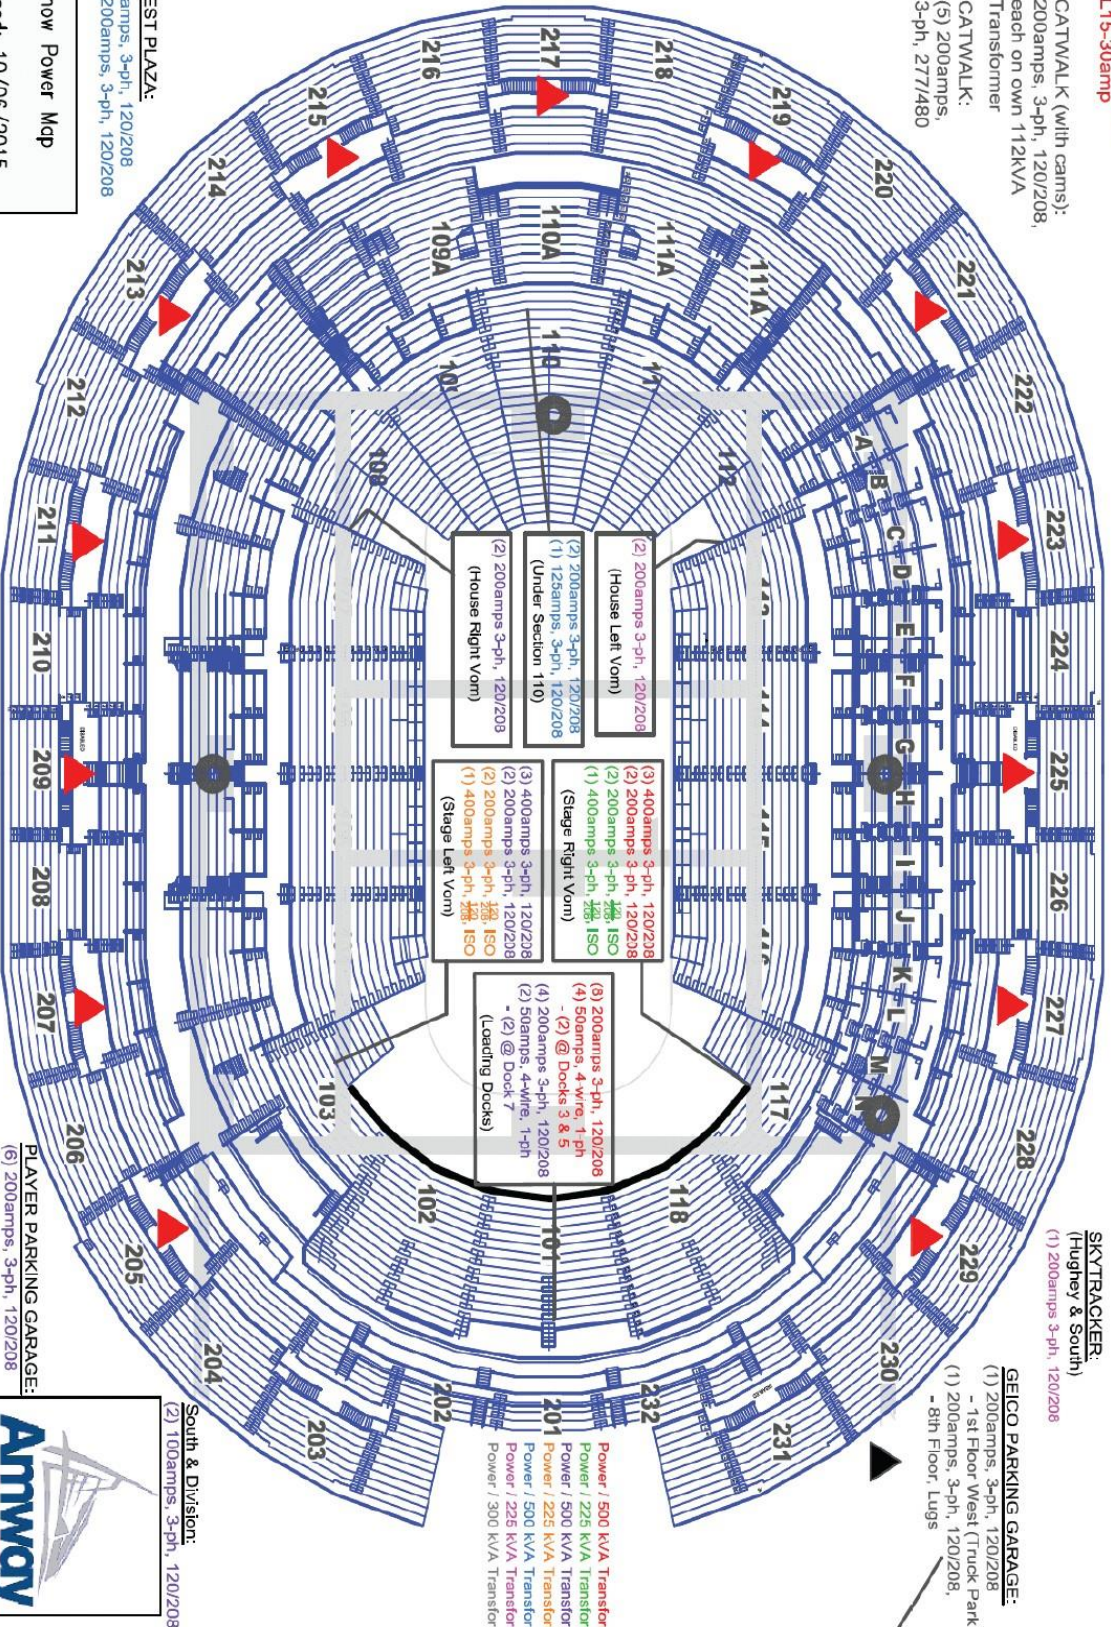 L15-30amp
CATWALK (with cams):
200amps, 3-ph, 120/208,
each on own 112kVA
Transformer
CATWALK:
(5) 200amps,
3-ph, 277/480
EST PLAZA:
amps, 3-ph, 120/208
200amps, 3-ph, 120/208
how Power Map
SKYTRACKER:
(Hughey & South)
(1) 200amps 3-ph, 120/208
GEICO PARKING GARAGE:
(1) 200amps, 3-ph, 120/208
- 1st Floor West (Truck Park
(1) 200amps, 3-ph, 120/208,
- 8th Floor, Lugs
PLAYER PARKING GARAGE:
(6) 200amps, 3-ph, 120/208
South & Division:
(2) 100amps, 3-ph, 120/208
Amway
Power / 500 kVA Transfor
Power / 225 kVA Transfor
Power / 500 kVA Transfor
Power / 225 kVA Transfor
Power / 500 kVA Transfor
Power / 225 kVA Transfor
Power / 300 kVA Transfor
(2) 200amps 3-ph, 120/208
(House Left Vom)
(2) 200amps 3-ph, 120/208
(1) 125amps, 3-ph, 120/208
(Under Section 110)
(2) 200amps 3-ph, 120/208
(House Right Vom)
(3) 400amps 3-ph, 120/208
(2) 200amps 3-ph, 120/208
(2) 200amps 3-ph, 120/208, ISO
(1) 400amps 3-ph, 120/208, ISO
(Stage Right Vom)
(3) 400amps 3-ph, 120/208
(2) 200amps 3-ph, 120/208
(2) 200amps 3-ph, 120/208, ISO
(1) 400amps 3-ph, 120/208, ISO
(Stage Left Vom)
(8) 200amps 3-ph, 120/208
(4) 50amps, 4-wire, 1-ph
- (2) @ Docks 3 & 5
(4) 200amps 3-ph, 120/208
(2) 50amps, 4-wire, 1-ph
- (2) @ Dock 7
(Loading Docks)
201
202
203
204
205
206
207
208
209
210
211
212
213
214
215
216
217
218
219
220
221
222
223
224
225
226
227
228
229
230
231
232
109A
110A
111A
111A
101
102
103
108
110
112
117
118
A
B
C
D
E
F
G
H
I
J
K
L
M
N